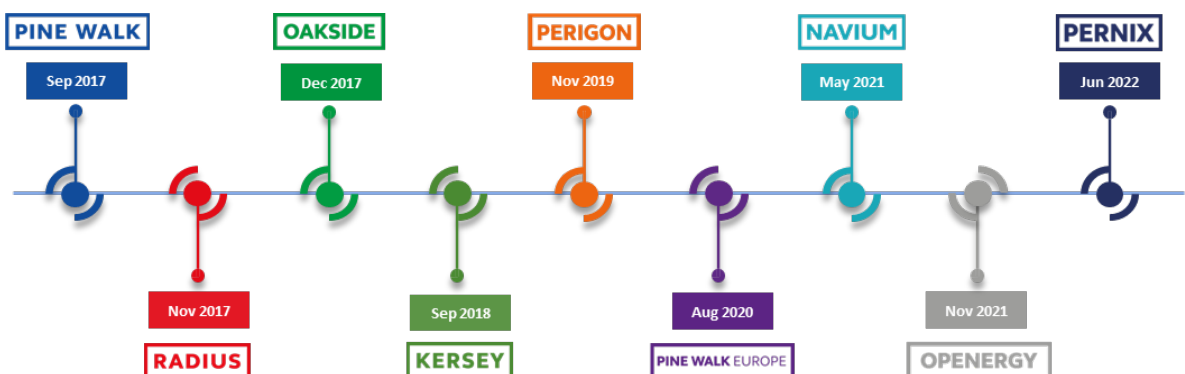 PINE WALK
OAKSIDE
PERIGON
NAVIUM
PERNIX
Sep 2017
Dec 2017
Nov 2019
May 2021
Jun 2022
Nov 2017
Sep 2018
Aug 2020
Nov 2021
RADIUS
KERSEY
PINE WALK EUROPE
OPENERGY